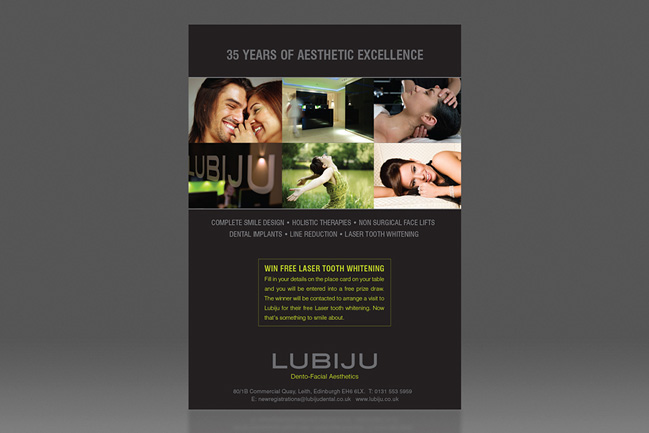 35 YEARS OF AESTHETIC EXCELLENCE
LUBIJU
COMPLETE SMILE DESIGN • HOLISTIC THERAPIES • NON SURGICAL FACE LIFTS
DENTAL IMPLANTS • LINE REDUCTION • LASER TOOTH WHITENING
WIN FREE LASER TOOTH WHITENING
Fill in your details on the place card on your table
and you will be entered into a free prize draw.
The winner will be contacted to arrange a visit to
Lubiju for their free Laser tooth whitening. Now
that's something to smile about.
LUBIJU
Dento-Facial Aesthetics
80/1B Commercial Quay, Leith, Edinburgh EH6 6LX. T: 0131 553 5859
E: newregistrations@lubijudental.co.uk www.lubiju.co.uk